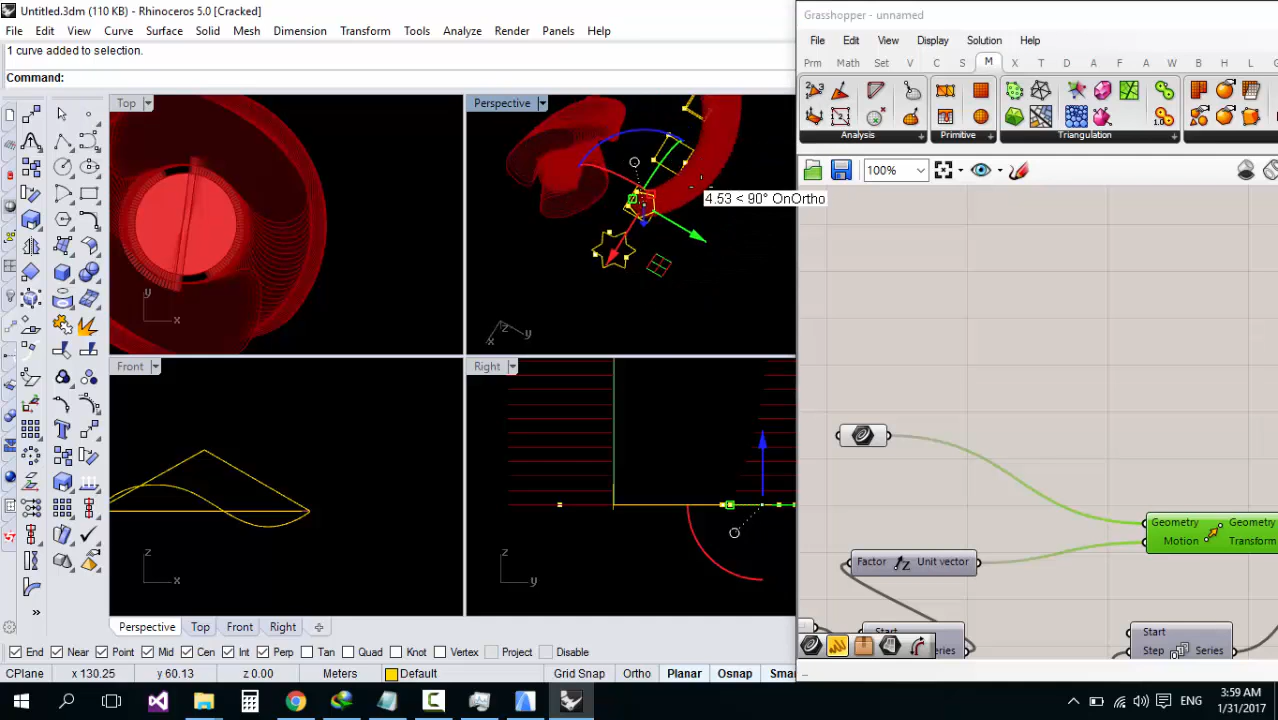 Untitled.3dm (110 KB) - Rhinoceros 5.0 [Cracked]
File Edit View Curve Surface Solid Mesh Dimension Transform Tools Analyze Render Panels Help
1 curve added to selection.
Command:
Top
Perspective
4.53 < 90° OnOrtho
y
x
z
y
x
Front
Right
z
x
z
y
Perspective Top Front Right
End Near Point Mid Cen Int Perp Tan Quad Knot Vertex Project Disable
CPlane x 130.25 y 60.13 z 0.00 Meters Default Grid Snap Ortho Planar Osnap Smar
Grasshopper - unnamed
File Edit View Display Solution Help
Prm Math Set V C S M X T D A F T A W B H L
Analysis Primitive Triangulation
100%
Geometry Geometry
Motion Transform
Factor Unit vector
Start
Step Series
3:59 AM
ENG
1/31/2017